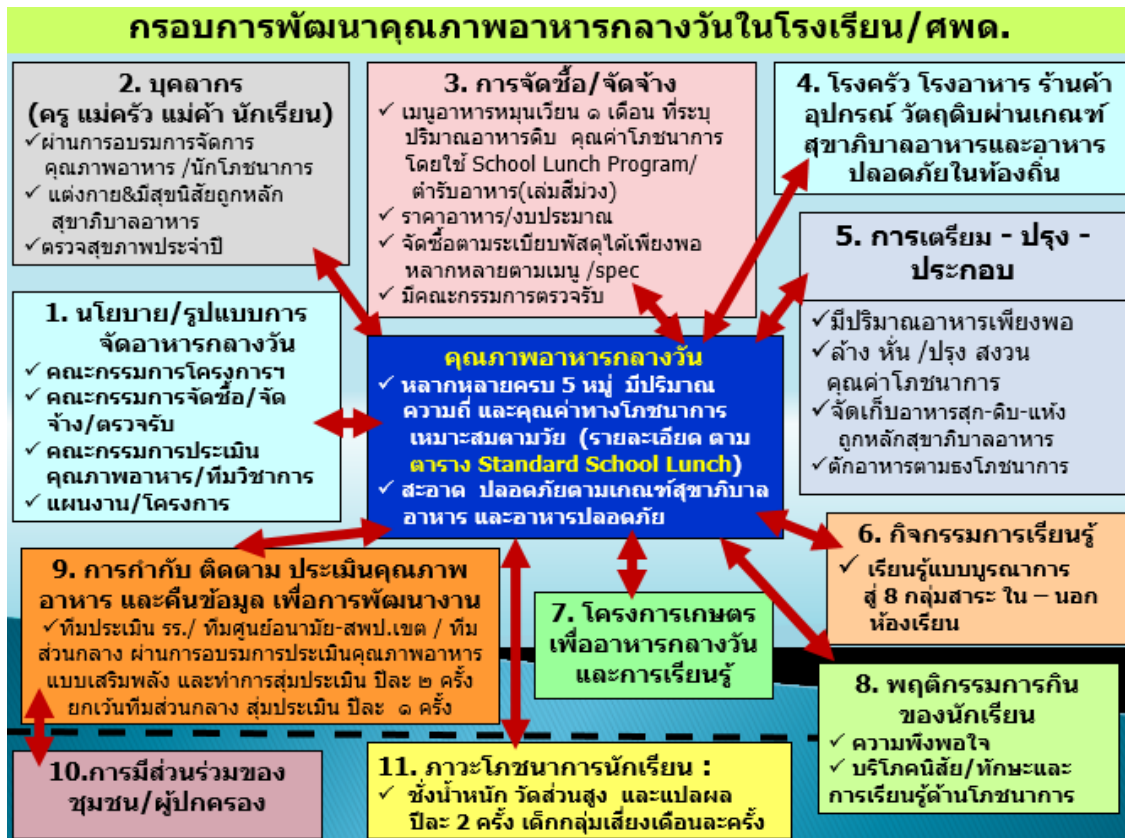 กรอบการพัฒนาคุณภาพอาหารกลางวันในโรงเรียน/ศพด.
2. บุคลากร
(ครู แม่ครัว แม่ค้า นักเรียน)
✓ผ่านการอบรมการจัดการ
คุณภาพอาหาร /นักโภชนาการ
✓ แต่งกาย&มีสุขนิสัยถูกหลัก
สุขาภิบาลอาหาร
✓ตรวจสุขภาพประจำปี
3. การจัดซื้อ/จัดจ้าง
✓เมนูอาหารหมุนเวียน ๑ เดือน ที่ระบุ
ปริมาณอาหารดิบ คุณค่าโภชนาการ
โดยใช้ School Lunch Program/
ตำรับอาหาร(เล่มสีม่วง)
✓ ราคาอาหาร/งบประมาณ
✓ จัดซื้อตามระเบียบพัสดุได้เพียงพอ
หลากหลายตามเมนู /spec
✓ มีคณะกรรมการตรวจรับ
4. โรงครัว โรงอาหาร ร้านค้า
อุปกรณ์ วัตถุดิบผ่านเกณฑ์
สุขาภิบาลอาหารและอาหาร
ปลอดภัยในท้องถิ่น
5. การเตรียม - ปรุง -
ประกอบ
✓มีปริมาณอาหารเพียงพอ
✓ล้าง หั่น /ปรุง สงวน
คุณค่าโภชนาการ
✓จัดเก็บอาหารสุก-ดิบ-แห้ง
ถูกหลักสุขาภิบาลอาหาร
✓ตักอาหารตามธงโภชนาการ
1. นโยบาย/รูปแบบการ
จัดอาหารกลางวัน
✓ คณะกรรมการโครงการฯ
✓ คณะกรรมการจัดซื้อ/จัด
จ้าง/ตรวจรับ
✓ คณะกรรมการประเมิน
คุณภาพอาหาร/ทีมวิชาการ
✓ แผนงาน/โครงการ
คุณภาพอาหารกลางวัน
✓ หลากหลายครบ 5 หมู่ มีปริมาณ
ความถี่ และคุณค่าทางโภชนาการ
เหมาะสมตามวัย (รายละเอียด ตาม
ตาราง Standard School Lunch)
✓ สะอาด ปลอดภัยตามเกณฑ์สุขาภิบาล
อาหาร และอาหารปลอดภัย
6. กิจกรรมการเรียนรู้
✓ เรียนรู้แบบบูรณาการ
สู่ 8 กลุ่มสาระ ใน – นอก
ห้องเรียน
9. การกำกับ ติดตาม ประเมินคุณภาพ
อาหาร และคืนข้อมูล เพื่อการพัฒนางาน
✓ทีมประเมิน รร./ ทีมศูนย์อนามัย-สพป.เขต / ทีม
ส่วนกลาง ผ่านการอบรมการประเมินคุณภาพอาหาร
แบบเสริมพลัง และทำการสุ่มประเมิน ปีละ ๒ ครั้ง
ยกเว้นทีมส่วนกลาง สุ่มประเมิน ปีละ ๑ ครั้ง
7. โครงการเกษตร
เพื่ออาหารกลางวัน
และการเรียนรู้
8. พฤติกรรมการกิน
ของนักเรียน
✓ ความพึงพอใจ
✓ บริโภคนิสัย/ทักษะและ
การเรียนรู้ด้านโภชนาการ
10.การมีส่วนร่วมของ
ชุมชน/ผู้ปกครอง
11. ภาวะโภชนาการนักเรียน :
✓ ชั่งน้ำหนัก วัดส่วนสูง และแปลผล
ปีละ 2 ครั้ง เด็กกลุ่มเสี่ยงเดือนละครั้ง